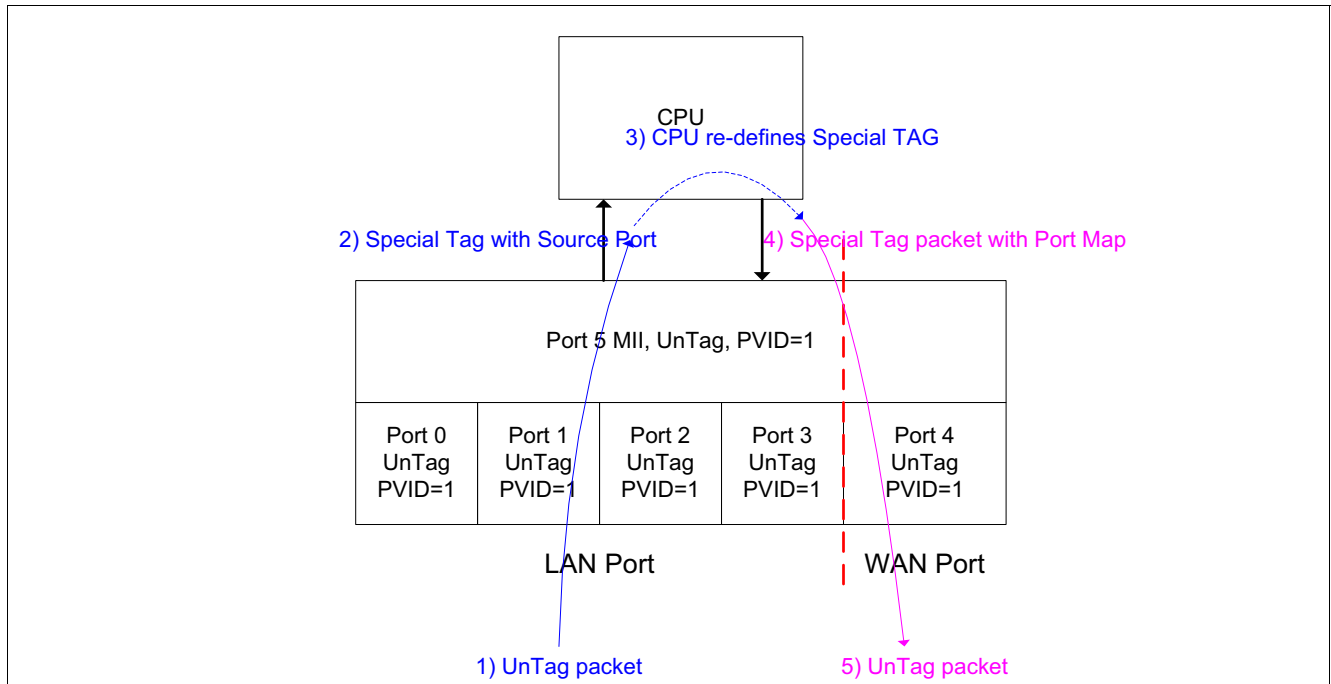 CPU
3) CPU re-defines Special TAG
2) Special Tag with Source Port
4) Special Tag packet with Port Map
Port 5 MII, UnTag, PVID=1
Port 0
UnTag
PVID=1
Port 1
UnTag
PVID=1
Port 2
UnTag
PVID=1
Port 3
UnTag
PVID=1
Port 4
UnTag
PVID=1
LAN Port
WAN Port
1) UnTag packet
5) UnTag packet